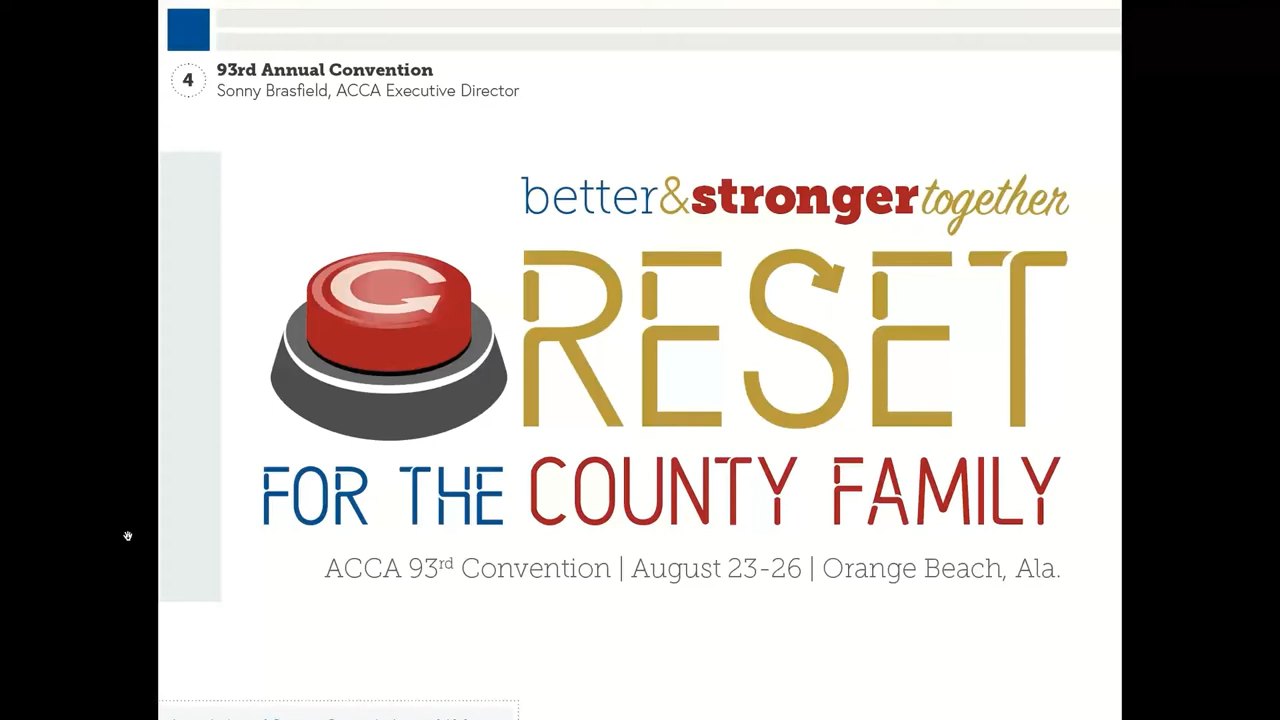 4
93rd Annual Convention
Sonny Brasfield, ACCA Executive Director
better&strongertogether
RESET
FOR THE COUNTY FAMILY
ACCA 93rd Convention | August 23-26 | Orange Beach, Ala.